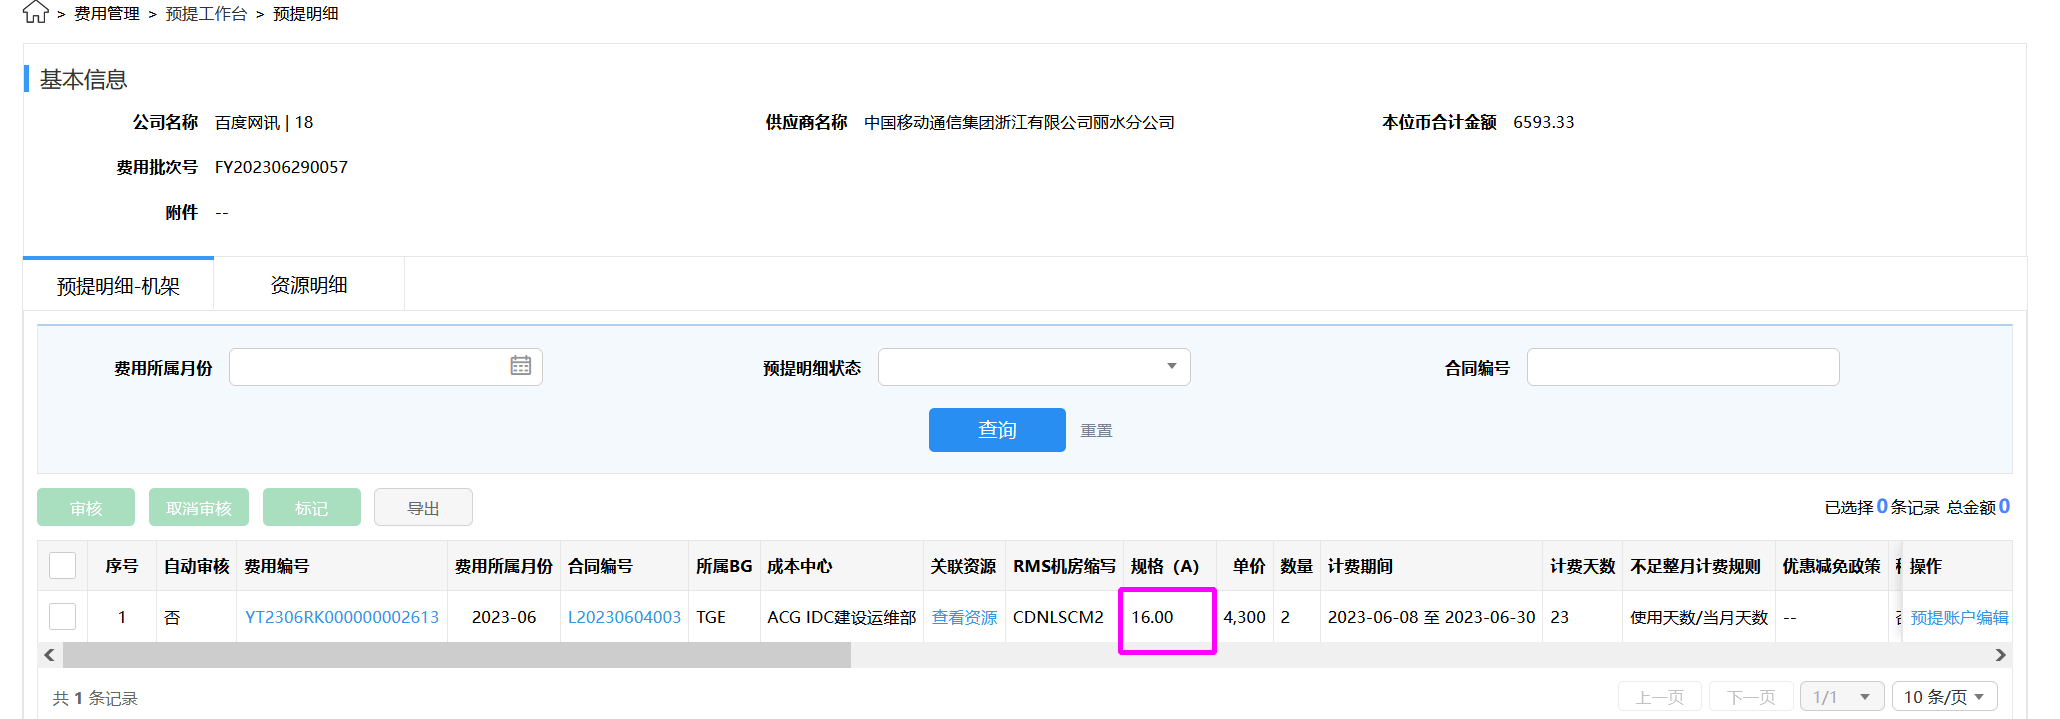 > 费用管理 > 预提工作台 > 预提明细
基本信息
公司名称 百度网讯 | 18 供应商名称 中国移动通信集团浙江有限公司丽水分公司 本位币合计金额 6593.33
费用批次号 FY202306290057
附件 --
预提明细-机架 资源明细
费用所属月份 预提明细状态 合同编号
查询 重置
审核 取消审核 标记 导出 已选择0条记录 总金额0
序号 自动审核 费用编号 费用所属月份 合同编号 所属BG 成本中心 关联资源 RMS机房缩写 规格（A） 单价 数量 计费期间 计费天数 不足整月计费规则 优惠减免政策 操作
1 否 YT2306RK000000002613 2023-06 L20230604003 TGE ACG IDC建设运维部 查看资源 CDNLSCM2 16.00 4,300 2 2023-06-08 至 2023-06-30 23 使用天数/当月天数 -- 预提账户编辑
共 1 条记录 上一页 下一页 1/1 10 条/页